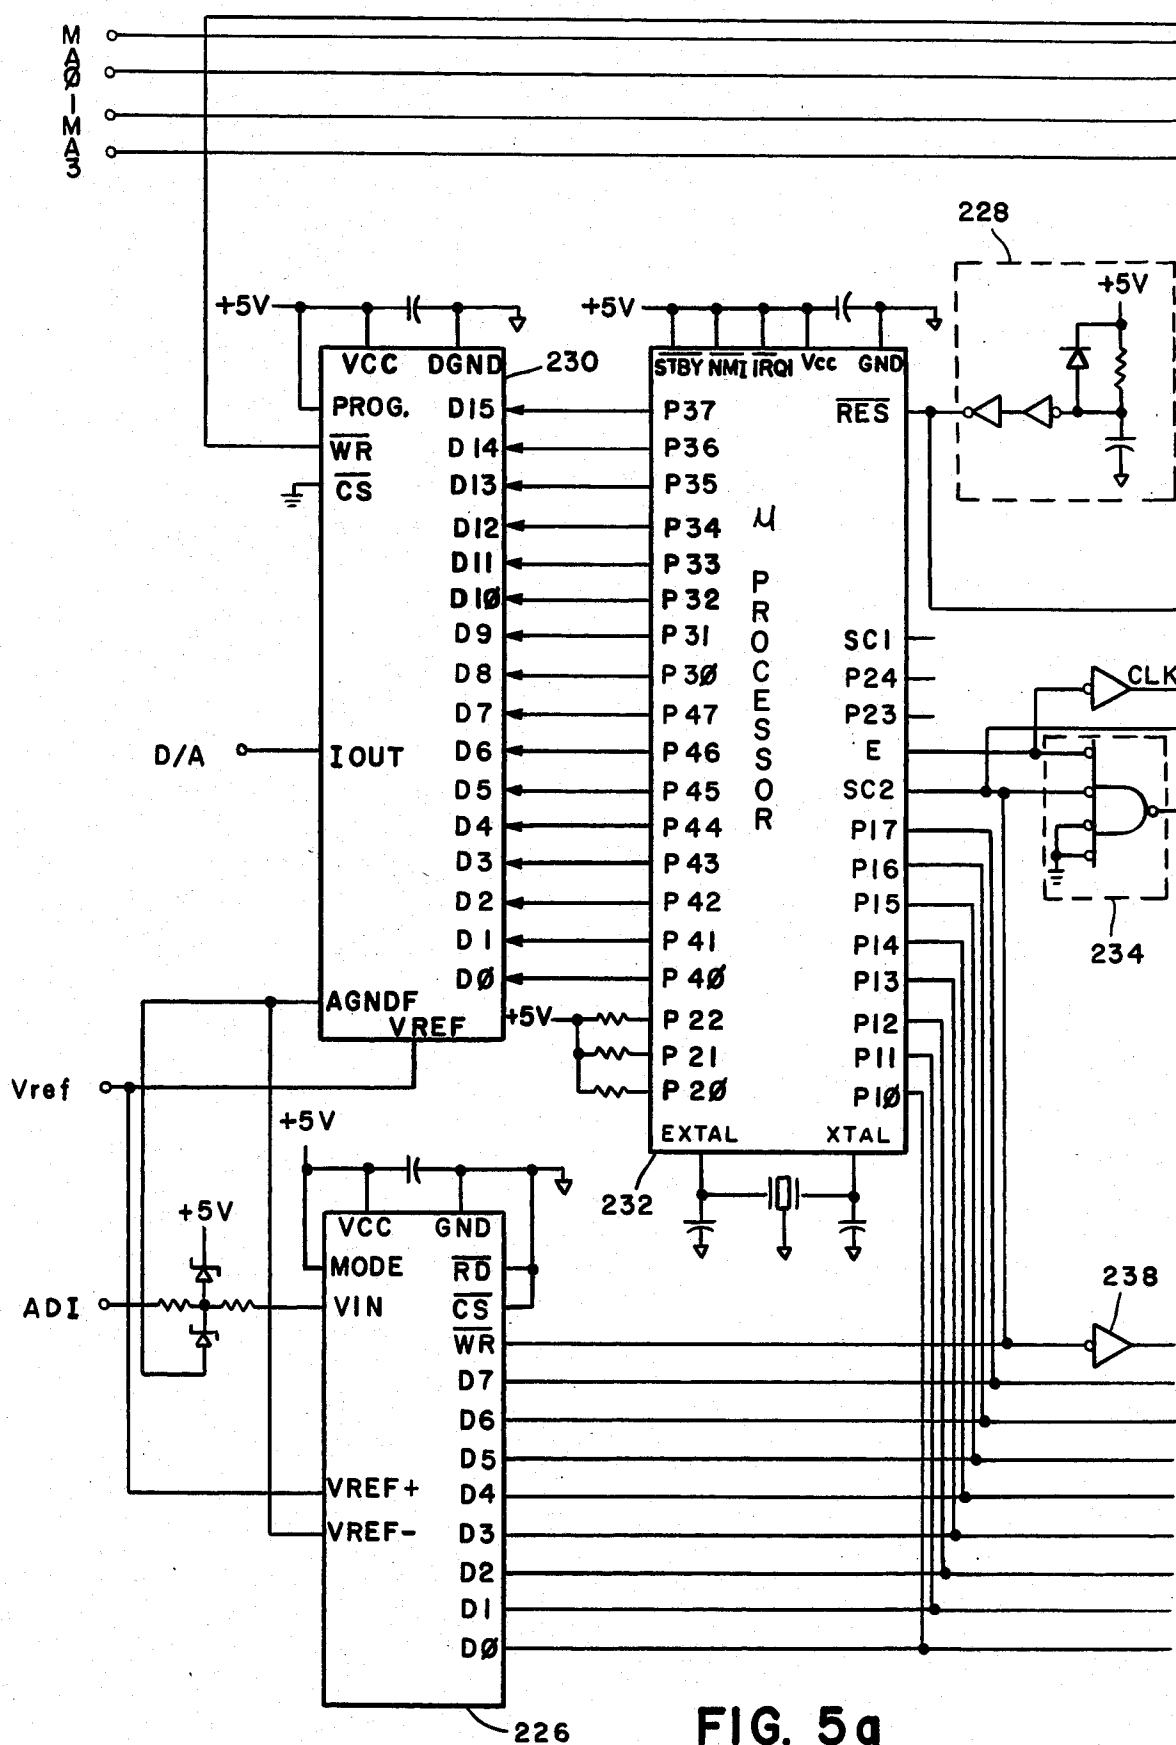 MAØ1MA3
228
+5V
+5V
+5V
VCC DGND
230
STBY NMI IRQ1 Vcc GND
PROG.
D15
P37
RES
WR
D14
P36
CS
D13
P35
D12
P34
D11
P33
D1Ø
P32
D9
P31
SC1
D8
P3Ø
P24
CLK
D7
P47
P23
D/A
IOUT
D6
P46
E
D5
P45
SC2
D4
P44
P17
D3
P43
P16
D2
P42
P15
D1
P41
P14
DØ
P4Ø
P13
μ PROCESSOR
234
AGNDF
VREF
+5V
P22
P12
P21
P11
Vref
P2Ø
P1Ø
+5V
EXTAL
XTAL
232
+5V
VCC GND
MODE
RD
238
ADI
VIN
CS
WR
D7
D6
D5
VREF+
D4
VREF-
D3
D2
D1
DØ
226
FIG. 5a